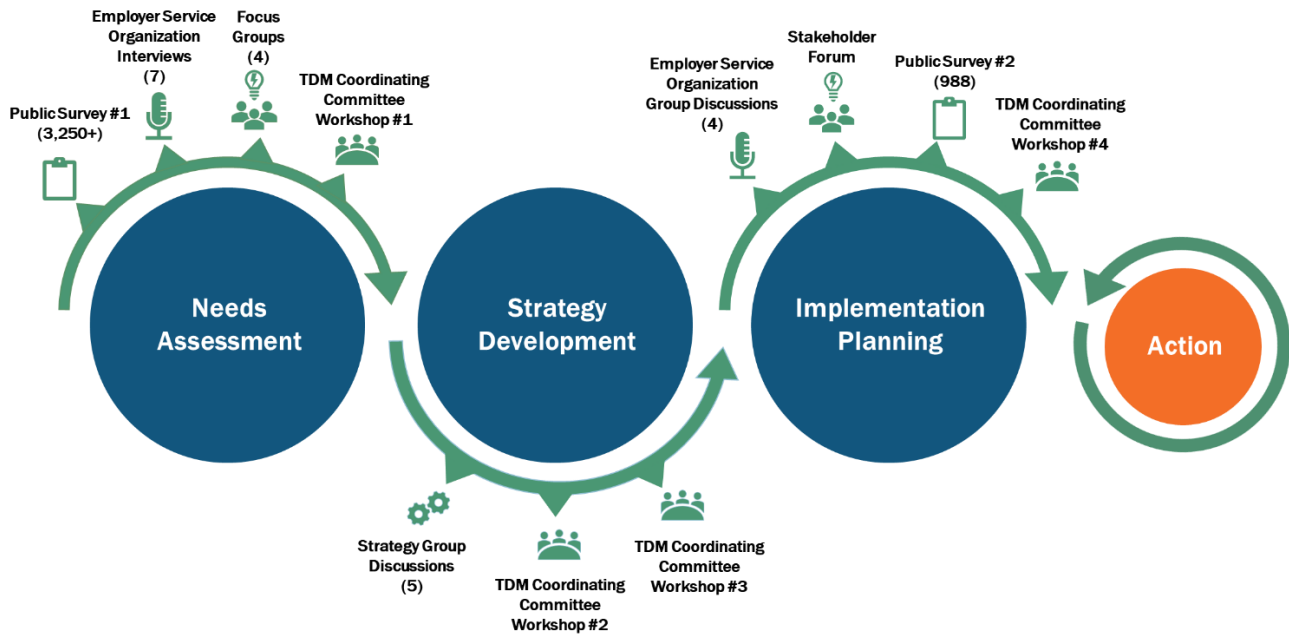 Public Survey #1
(3,250+)
Employer Service
Organization
Interviews
(7)
Focus
Groups
(4)
TDM Coordinating
Committee
Workshop #1
Needs
Assessment
Strategy Group
Discussions
(5)
TDM Coordinating
Committee
Workshop #2
TDM Coordinating
Committee
Workshop #3
Strategy
Development
Employer Service
Organization
Group Discussions
(4)
Stakeholder
Forum
Public Survey #2
(988)
TDM Coordinating
Committee
Workshop #4
Implementation
Planning
Action